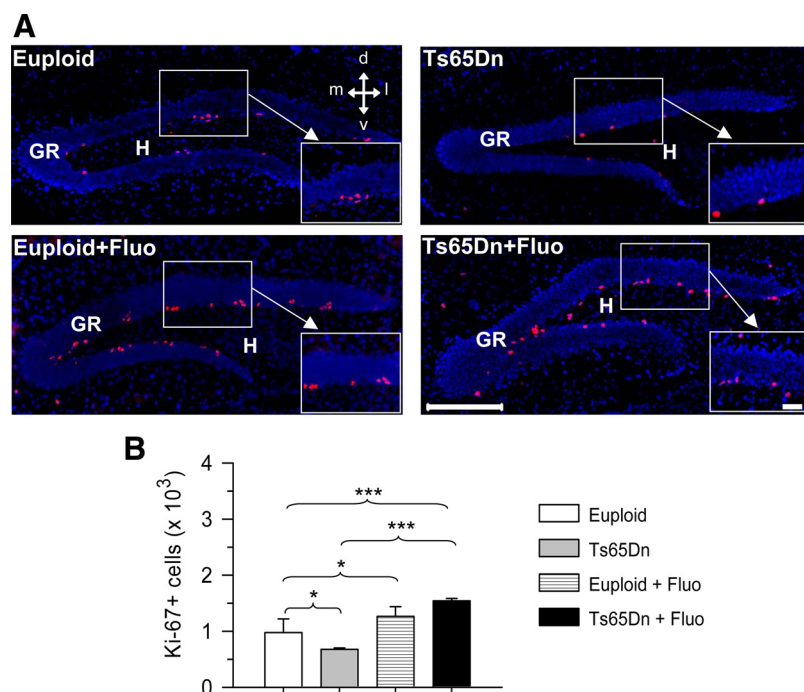 A
Euploid
d
m l
v
GR
H
Ts65Dn
GR
H
Euploid+Fluo
GR
H
Ts65Dn+Fluo
H
GR
B
Ki-67+ cells (x 10³)
4
3
2
1
0
***
***
*
*
Euploid
Ts65Dn
Euploid + Fluo
Ts65Dn + Fluo